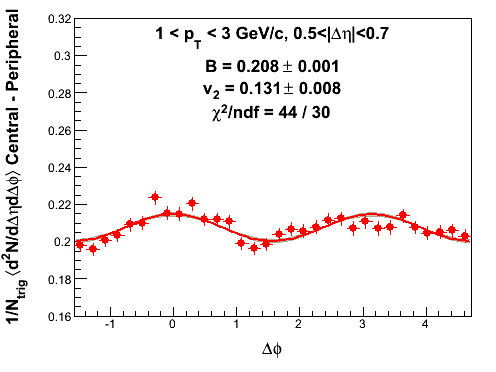 1 < pT < 3 GeV/c, 0.5<|Δη|<0.7
B = 0.208 ± 0.001
v2 = 0.131 ± 0.008
χ²/ndf = 44 / 30
1/Ntrig ⟨d²N/dΔηdΔϕ⟩ Central - Peripheral
0.32
0.3
0.28
0.26
0.24
0.22
0.2
0.18
0.16
-1 0 1 2 3 4
Δϕ